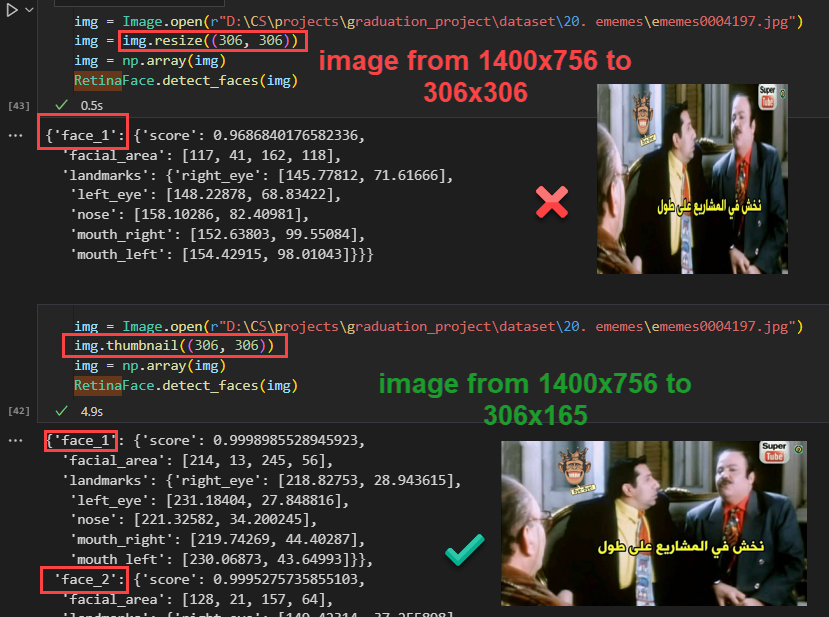 img = Image.open(r"D:\CS\projects\graduation_project\dataset\20. ememes\ememes0004197.jpg")
img = img.resize((306, 306))
img = np.array(img)
RetinaFace.detect_faces(img)
image from 1400x756 to
306x306
[43]
0.5s
Super
Tube
Bye-Bye!
نخش في المشاريع على طول
{'face_1': {'score': 0.9686840176582336,
'facial_area': [117, 41, 162, 118],
'landmarks': {'right_eye': [145.77812, 71.61666],
'left_eye': [148.22878, 68.83422],
'nose': [158.10286, 82.40981],
'mouth_right': [152.63803, 99.55084],
'mouth_left': [154.42915, 98.01043]}}}
img = Image.open(r"D:\CS\projects\graduation_project\dataset\20. ememes\ememes0004197.jpg")
img.thumbnail((306, 306))
img = np.array(img)
RetinaFace.detect_faces(img)
image from 1400x756 to
306x165
[42]
4.9s
{'face_1': {'score': 0.9998985528945923,
'facial_area': [214, 13, 245, 56],
'landmarks': {'right_eye': [218.82753, 28.943615],
'left_eye': [231.18404, 27.848816],
'nose': [221.32582, 34.200245],
'mouth_right': [219.74269, 44.40287],
'mouth_left': [230.06873, 43.64993]}},
'face_2': {'score': 0.9995275735855103,
'facial_area': [128, 21, 157, 64],
Super
Tube
Bye-Bye!
نخش في المشاريع على طول